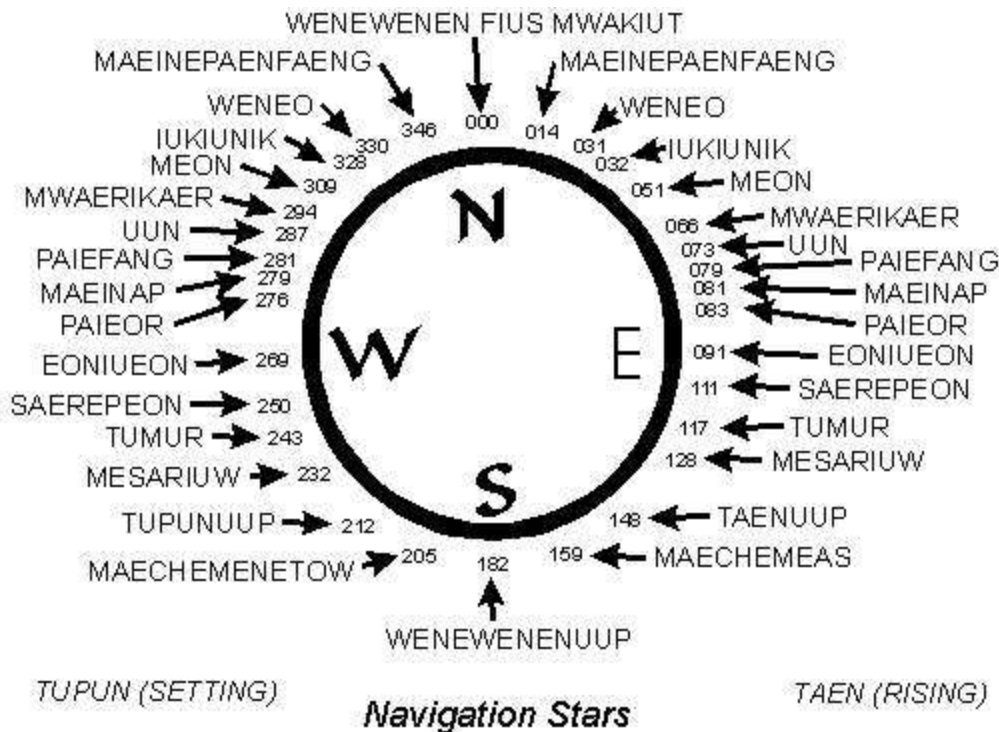 WENEWENEN FIUS MWAKIUT
MAEINEPAENFAENG
MAEINEPAENFAENG
WENEO
346
000
014
WENEO
IUKIUNIK
330
031
IUKIUNIK
MEON
328
032
MEON
309
051
MWAERIKAER
294
N
066
MWAERIKAER
UUN
287
073
UUN
PAIEFANG
281
079
PAIEFANG
MAEINAP
279
081
MAEINAP
PAIEOR
276
083
PAIEOR
EONIUEON
269
W
E
091
EONIUEON
SAEREPEON
250
111
SAEREPEON
TUMUR
243
117
TUMUR
MESARIUW
232
128
MESARIUW
S
TUPUNUUP
212
148
TAENUUP
MAECHEMENETOW
205
182
159
MAECHEMEAS
WENEWENENUUP
TUPUN (SETTING)
Navigation Stars
TAEN (RISING)